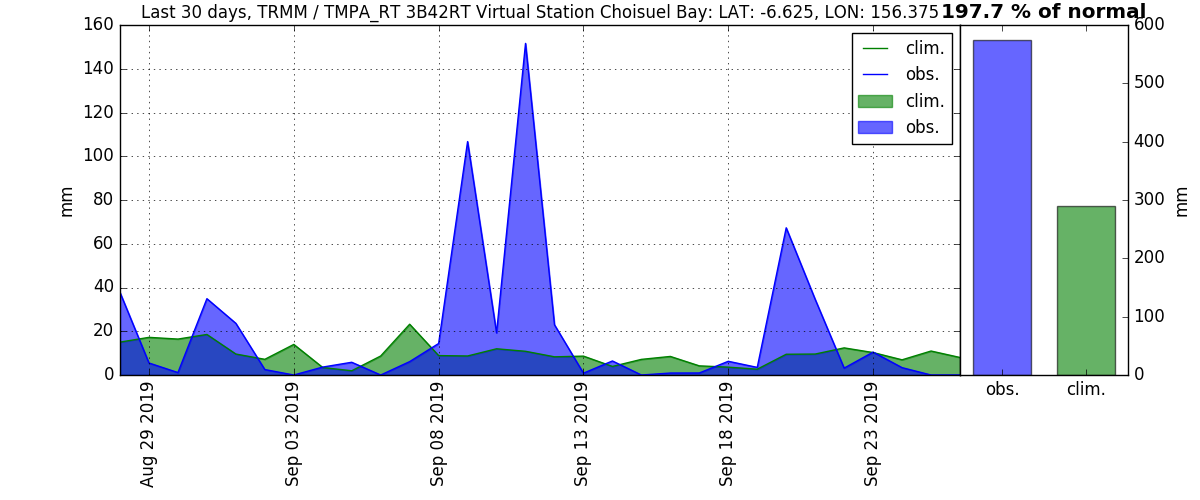 Last 30 days, TRMM / TMPA_RT 3B42RT Virtual Station Choisuel Bay: LAT: -6.625, LON: 156.375
197.7 % of normal
160
140
120
100
80
60
40
20
0
mm
clim.
obs.
clim.
obs.
Aug 29 2019
Sep 03 2019
Sep 08 2019
Sep 13 2019
Sep 18 2019
Sep 23 2019
600
500
400
300
200
100
0
mm
obs.
clim.